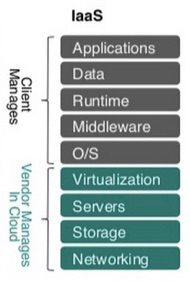 IaaS
Client
Manages
Applications
Data
Runtime
Middleware
O/S
Vendor Manages
In Cloud
Virtualization
Servers
Storage
Networking